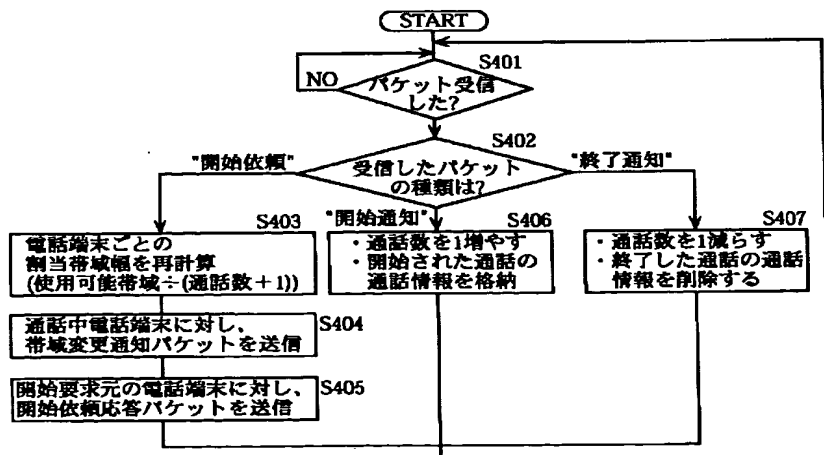 START
S401
NO
パケット受信
した?
S402
"開始依頼"
受信したパケット
の種類は?
"終了通知"
S403
電話端末ごとの
割当帯域幅を再計算
(使用可能帯域÷(通話数+1))
"開始通知"
S406
・通話数を1増やす
・開始された通話の
通話情報を格納
S407
・通話数を1減らす
・終了した通話の通話
情報を削除する
S404
通話中電話端末に対し、
帯域変更通知パケットを送信
S405
開始要求元の電話端末に対し、
開始依頼応答パケットを送信